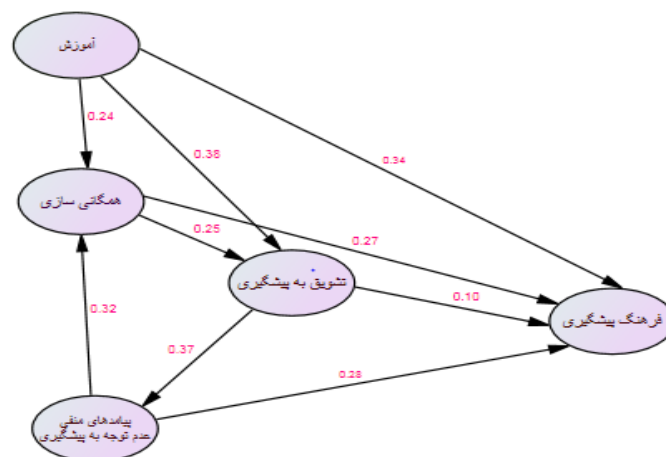 آموزش
0.24
0.38
0.34
همگانی سازی
0.25
0.27
تشویق به پیشگیری
0.10
فرهنگ پیشگیری
0.32
0.37
0.28
پیامدهای منفی
عدم توجه به پیشگیری